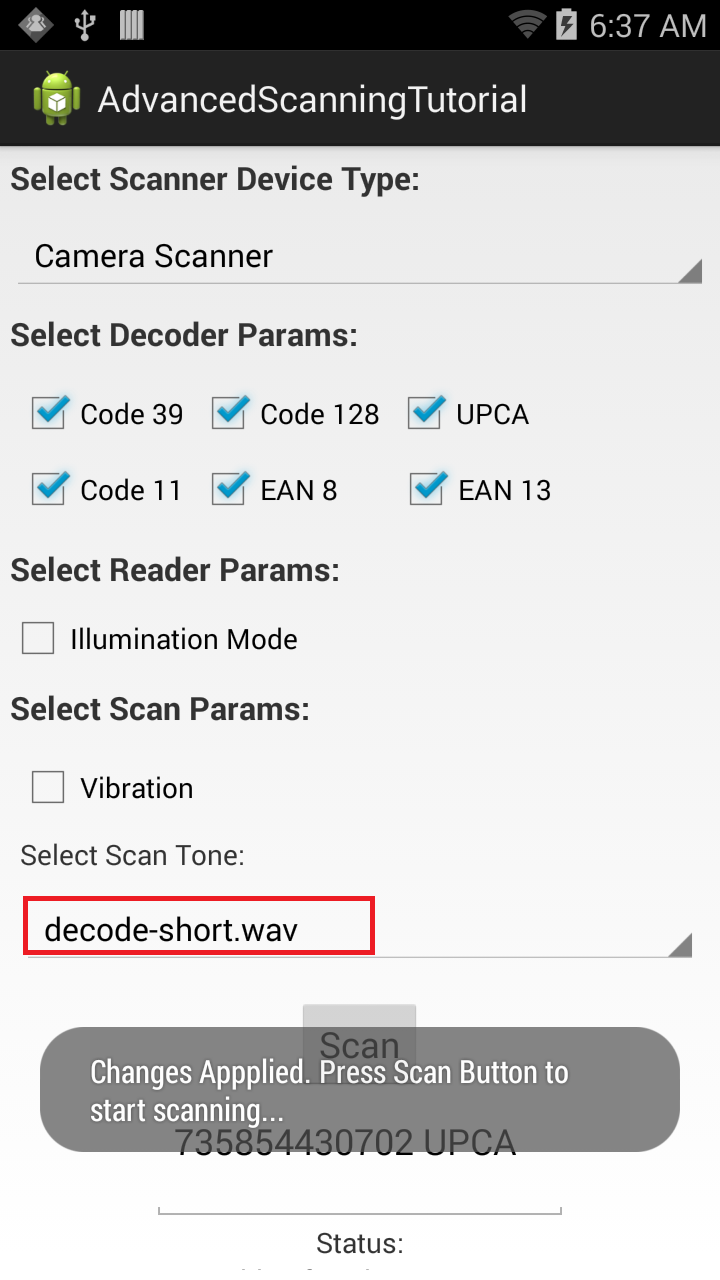 6:37 AM
AdvancedScanningTutorial
Select Scanner Device Type:
Camera Scanner
Select Decoder Params:
Code 39 Code 128 UPCA
Code 11 EAN 8 EAN 13
Select Reader Params:
Illumination Mode
Select Scan Params:
Vibration
Select Scan Tone:
decode-short.wav
Scan
Changes Appplied. Press Scan Button to
start scanning...
735854430702 UPCA
Status: